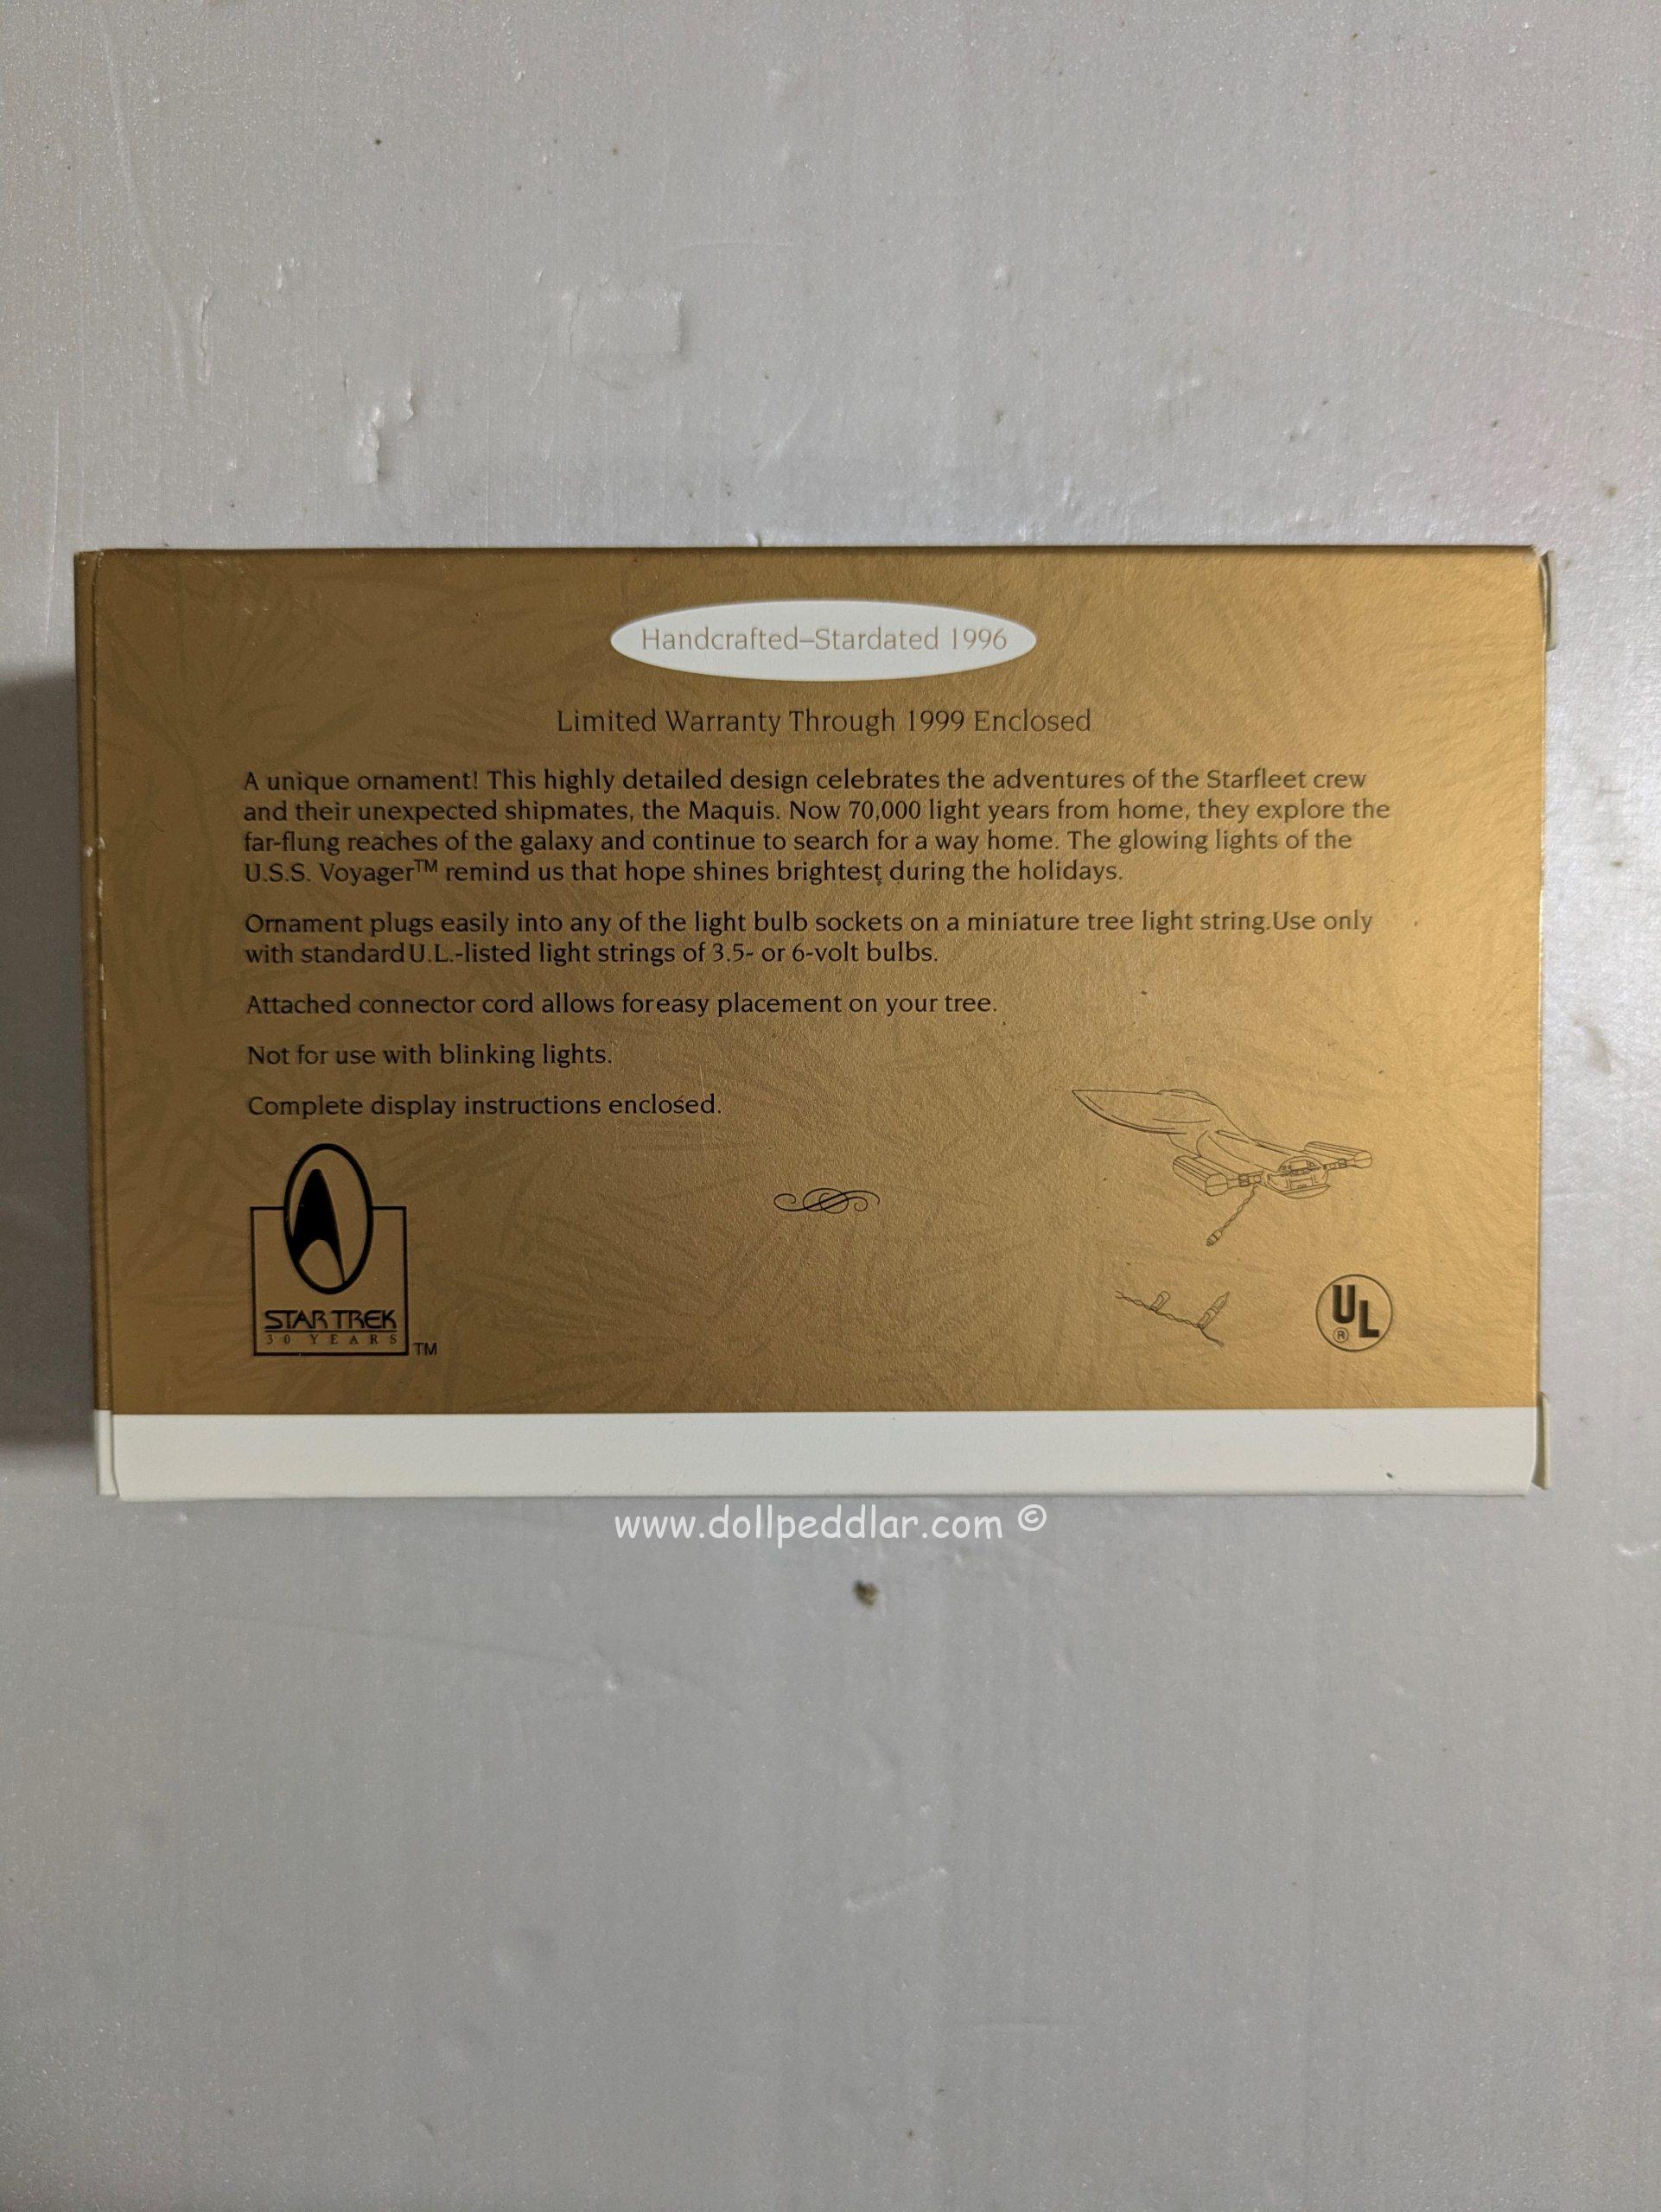 Handcrafted–Stardated 1996
Limited Warranty Through 1999 Enclosed
A unique ornament! This highly detailed design celebrates the adventures of the Starfleet crew
and their unexpected shipmates, the Maquis. Now 70,000 light years from home, they explore the
far-flung reaches of the galaxy and continue to search for a way home. The glowing lights of the
U.S.S. Voyager™ remind us that hope shines brightest during the holidays.
Ornament plugs easily into any of the light bulb sockets on a miniature tree light string.Use only
with standard U.L.-listed light strings of 3.5- or 6-volt bulbs.
Attached connector cord allows for easy placement on your tree.
Not for use with blinking lights.
Complete display instructions enclosed.
STAR TREK
30 YEARS
TM
UL
®
www.dollpeddlar.com ©